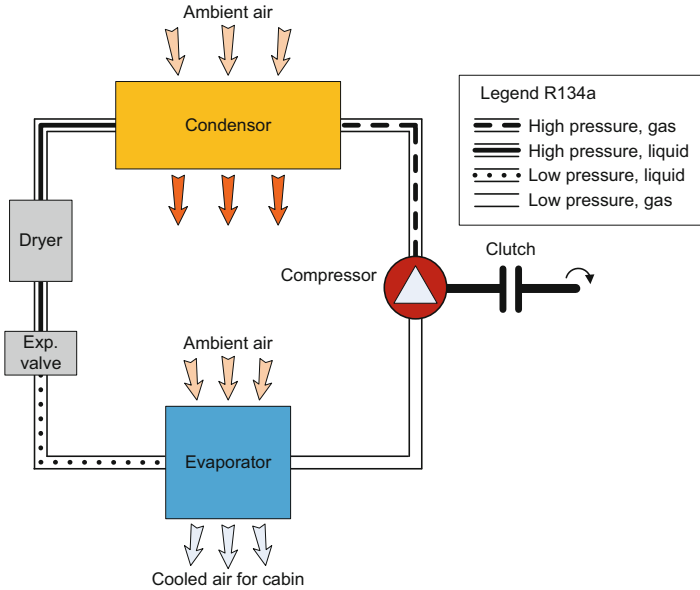 Ambient air
Condensor
Legend R134a
High pressure, gas
High pressure, liquid
Low pressure, liquid
Low pressure, gas
Dryer
Clutch
Compressor
Exp.
valve
Ambient air
Evaporator
Cooled air for cabin